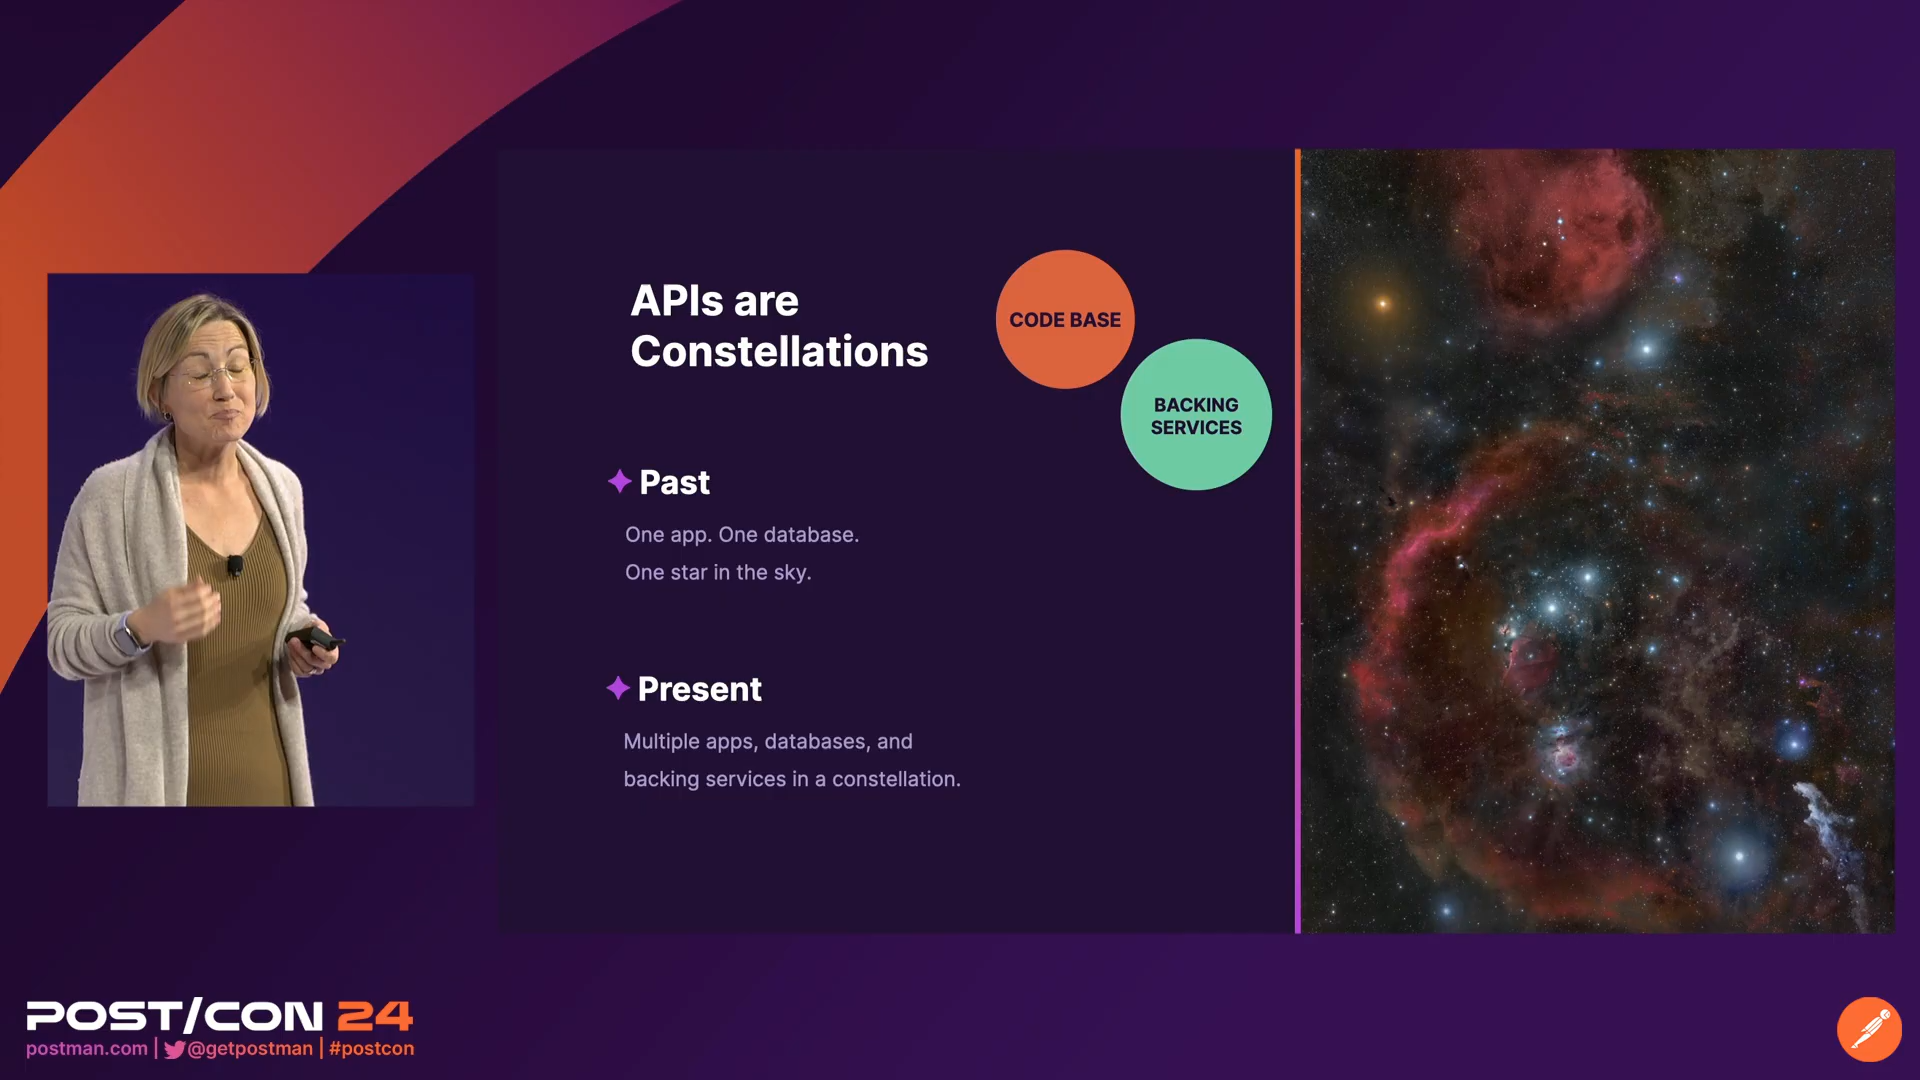 APIs are
Constellations
CODE BASE
BACKING
SERVICES
Past
One app. One database.
One star in the sky.
Present
Multiple apps, databases, and
backing services in a constellation.
POST/CON 24
postman.com | @getpostman | #postcon